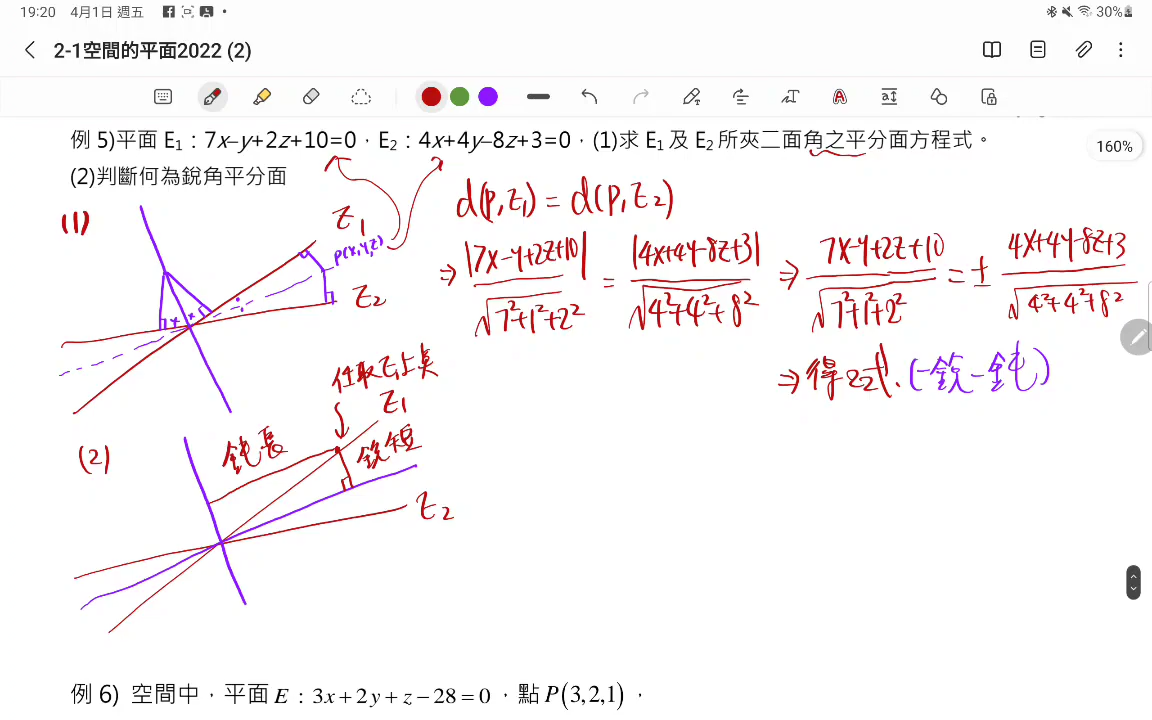 19:20 4月1日 週五 30%
2-1空間的平面2022 (2)
160%
例 5)平面 E₁:7x–y+2z+10=0,E₂:4x+4y–8z+3=0,(1)求 E₁ 及 E₂ 所夾二面角之平分面方程式。
(2)判斷何為銳角平分面
(1)
E₁
P(x,y,z)
E₂
d(P,E₁) = d(P,E₂)
⇒ |7x-y+2z+10| / √7²+1²+2² = |4x+4y-8z+3| / √4²+4²+8² ⇒ 7x-y+2z+10 / √7²+1²+2² = ± 4x+4y-8z+3 / √4²+4²+8²
⇒ 得2式. (一銳一鈍)
(2)
任取E₁上點
E₁
鈍長
銳短
E₂
例 6) 空間中,平面 E:3x+2y+z−28=0,點 P(3,2,1),